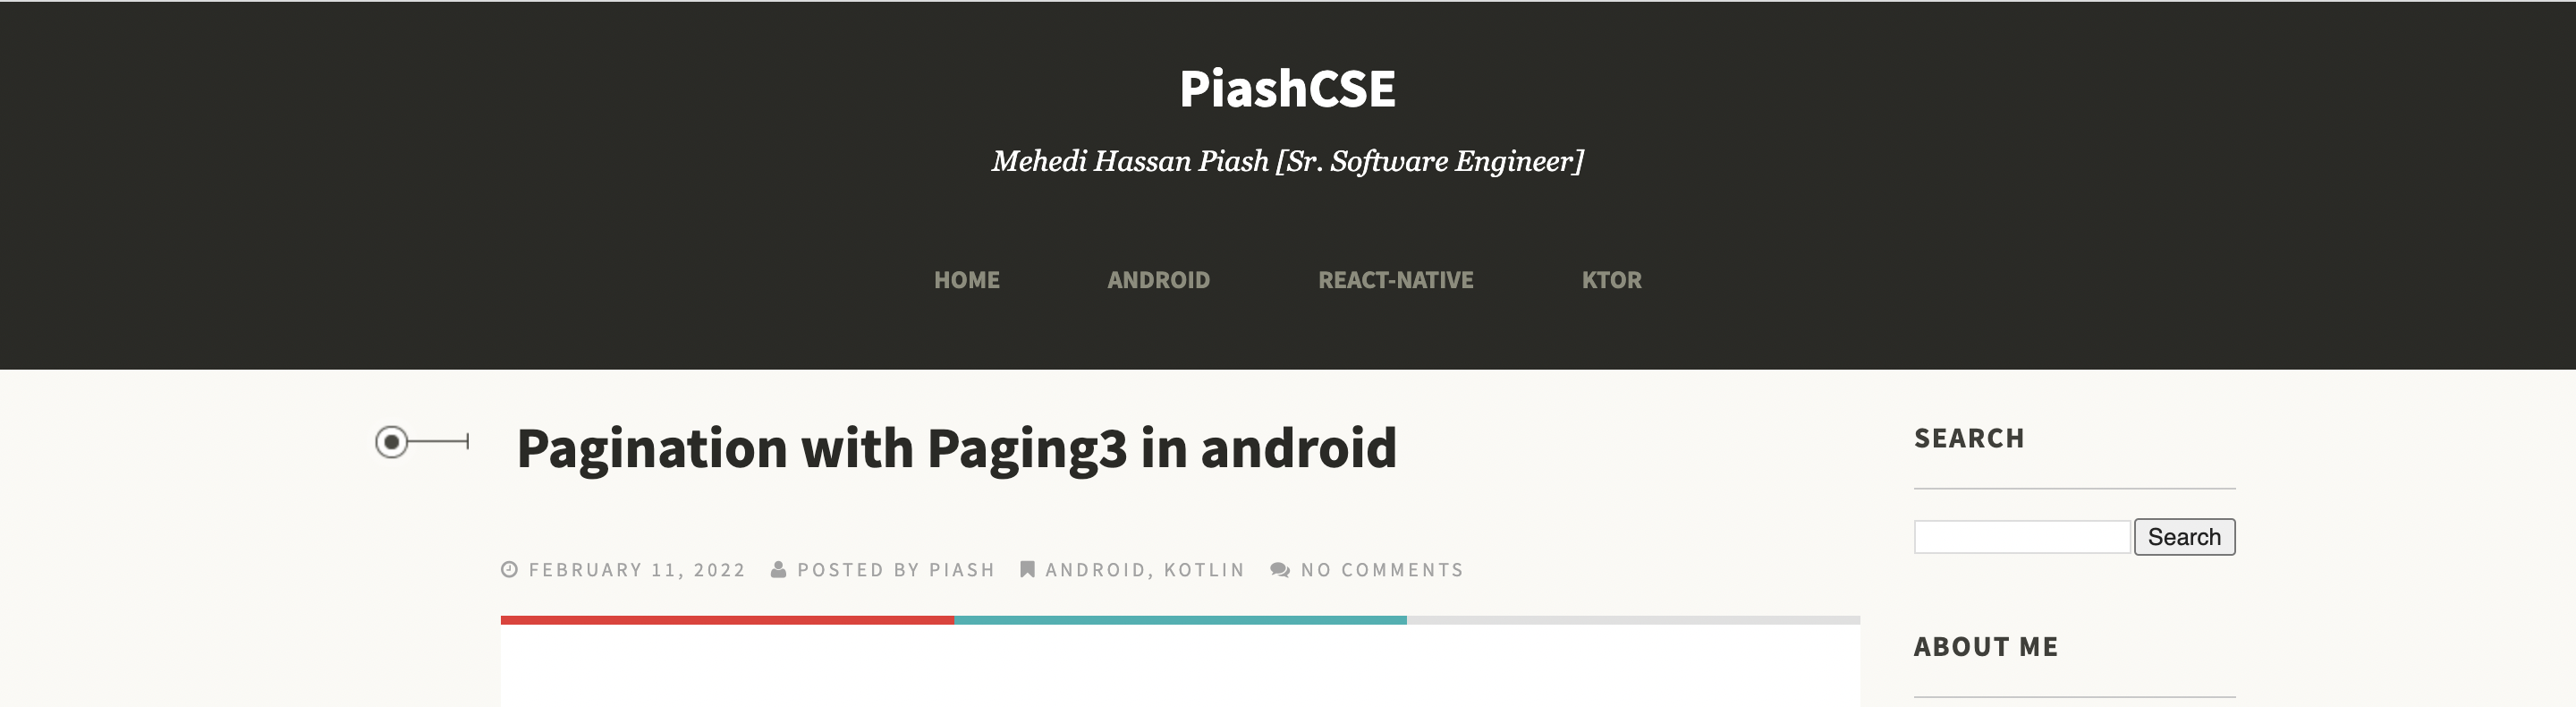 PiashCSE
Mehedi Hassan Piash [Sr. Software Engineer]
HOME ANDROID REACT-NATIVE KTOR
Pagination with Paging3 in android
FEBRUARY 11, 2022 POSTED BY PIASH ANDROID, KOTLIN NO COMMENTS
SEARCH
Search
ABOUT ME